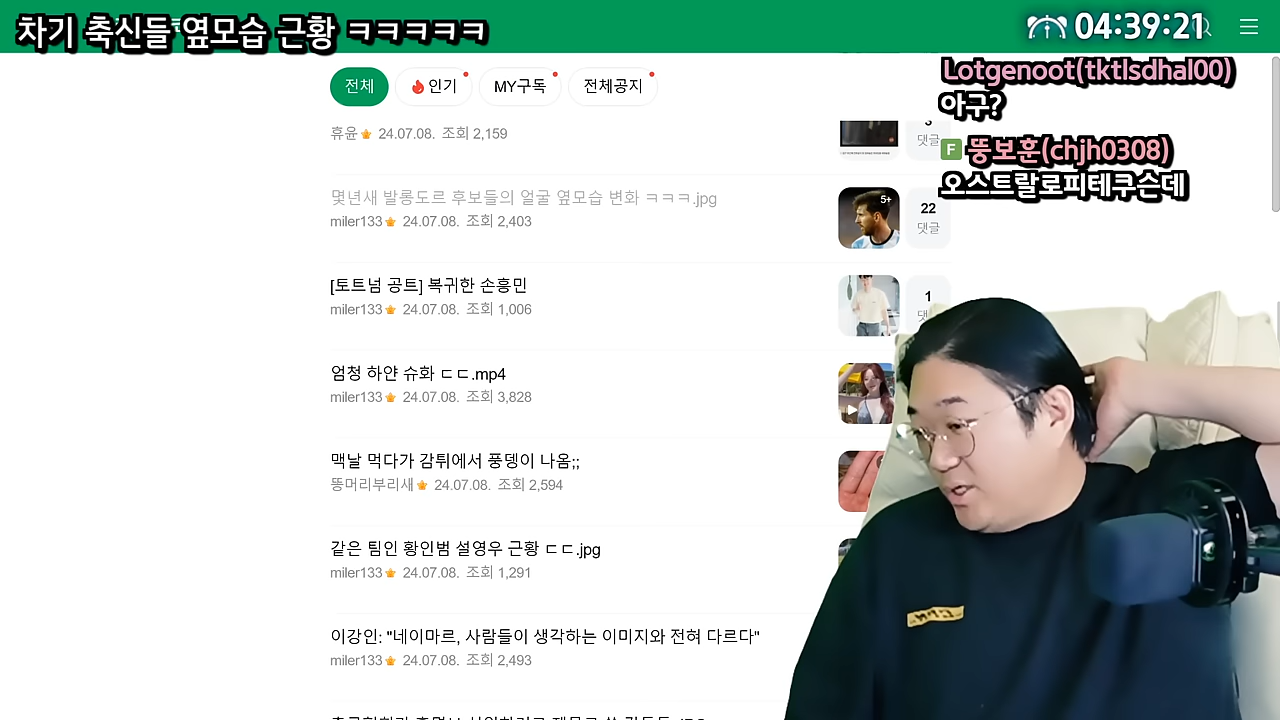 차기 축신들 옆모습 근황 ㅋㅋㅋㅋㅋ
04:39:21
전체
인기
MY구독
전체공지
Lotgenoot(tktlsdhal00)
아구?
F 뚱보훈(chjh0308)
오스트랄로피테쿠슨데
휴윤 24.07.08. 조회 2,159
3
댓글
몇년새 발롱도르 후보들의 얼굴 옆모습 변화 ㅋㅋㅋ.jpg
miler133 24.07.08. 조회 2,403
5+
22
댓글
[토트넘 공트] 복귀한 손흥민
miler133 24.07.08. 조회 1,006
1
댓
엄청 하얀 슈화 ㄷㄷ.mp4
miler133 24.07.08. 조회 3,828
맥날 먹다가 감튀에서 풍뎅이 나옴;;
똥머리부리새 24.07.08. 조회 2,594
같은 팀인 황인범 설영우 근황 ㄷㄷ.jpg
miler133 24.07.08. 조회 1,291
이강인: "네이마르, 사람들이 생각하는 이미지와 전혀 다르다"
miler133 24.07.08. 조회 2,493